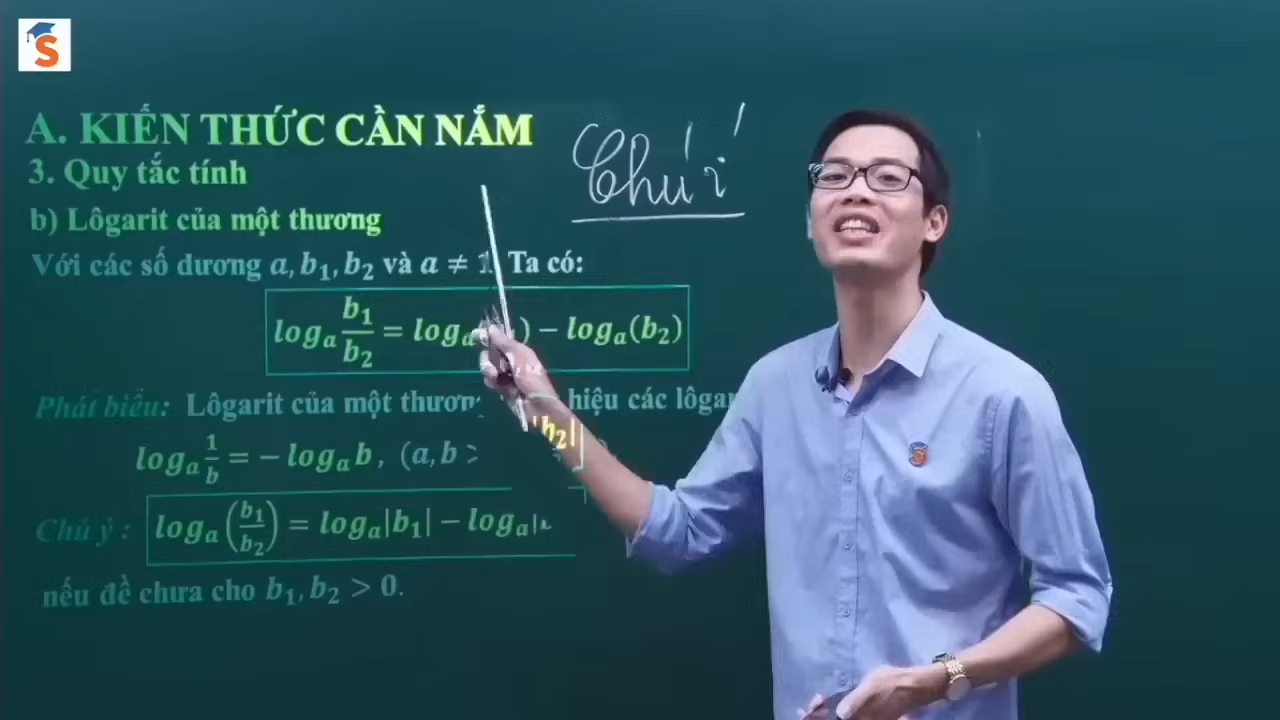 S
A. KIẾN THỨC CẦN NẮM
Chú ý
3. Quy tắc tính
b) Lôgarit của một thương
Với các số dương a, b₁, b₂ và a ≠ 1 Ta có:
logₐ b₁/b₂ = logₐ( ) − logₐ(b₂)
Phát biểu: Lôgarit của một thương hiệu các
logₐ 1/b = − logₐ b, (a, b >
|b₂|
Chú ý : logₐ(b₁/b₂) = logₐ|b₁| − logₐ|
nếu đề chưa cho b₁, b₂ > 0.
S